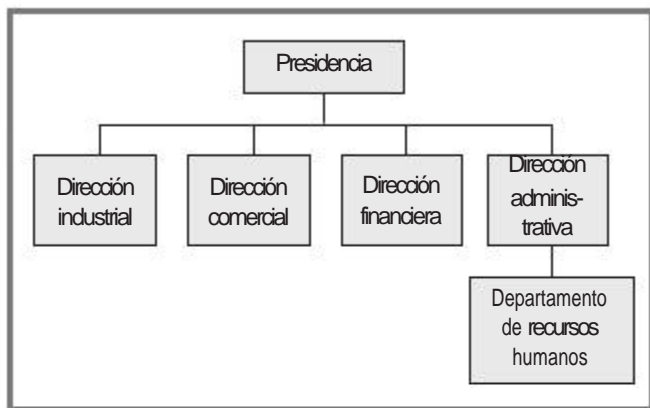 Presidencia
Dirección
industrial
Dirección
comercial
Dirección
financiera
Dirección
adminis-
trativa
Departamento
de recursos
humanos